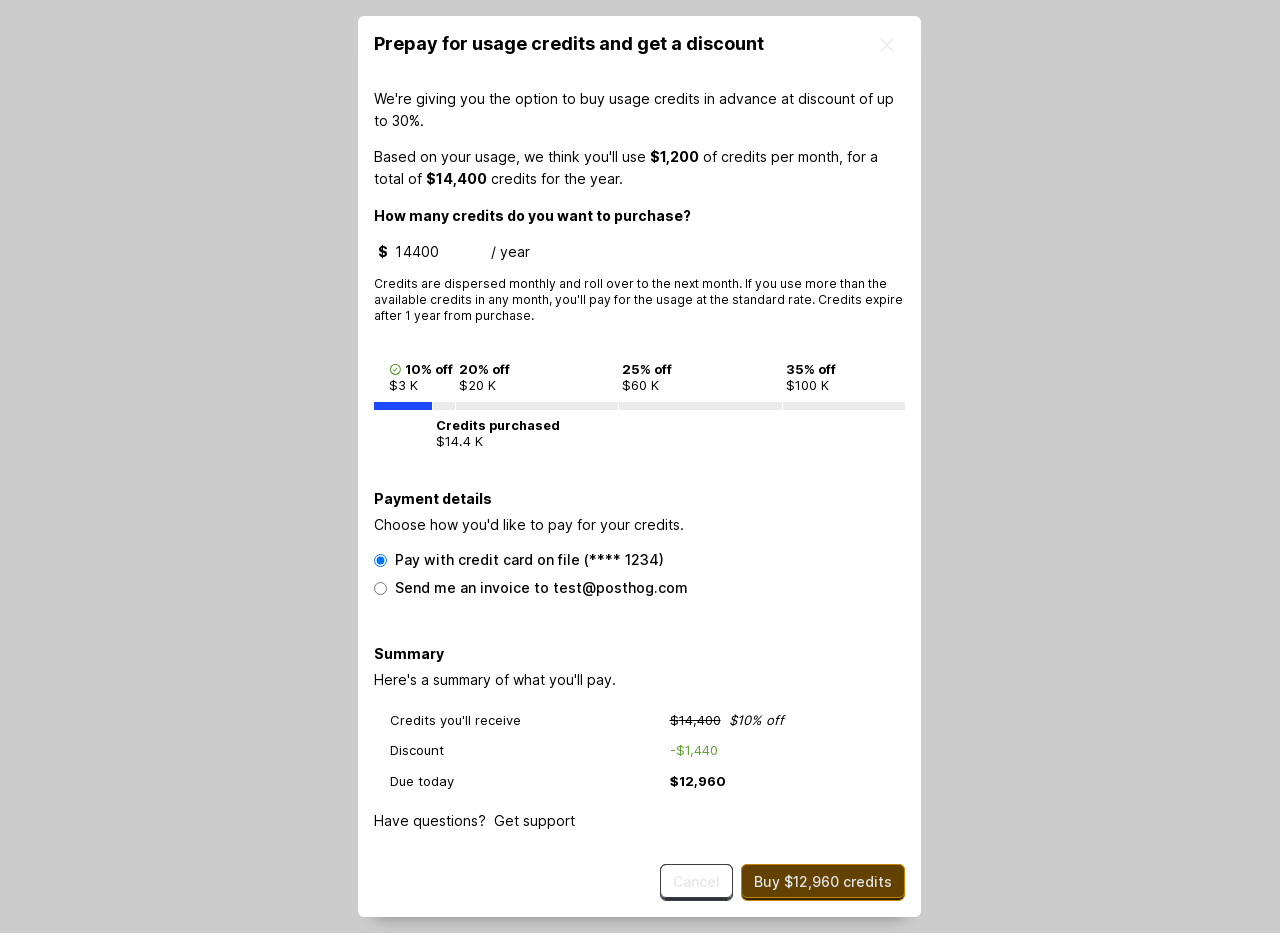 Prepay for usage credits and get a discount
We're giving you the option to buy usage credits in advance at discount of up
to 30%.
Based on your usage, we think you'll use $1,200 of credits per month, for a
total of $14,400 credits for the year.
How many credits do you want to purchase?
$ 14400 / year
Credits are dispersed monthly and roll over to the next month. If you use more than the
available credits in any month, you'll pay for the usage at the standard rate. Credits expire
after 1 year from purchase.
10% off 20% off 25% off 35% off
$3 K $20 K $60 K $100 K
Credits purchased
$14.4 K
Payment details
Choose how you'd like to pay for your credits.
Pay with credit card on file (**** 1234)
Send me an invoice to test@posthog.com
Summary
Here's a summary of what you'll pay.
Credits you'll receive $14,400 $10% off
Discount -$1,440
Due today $12,960
Have questions? Get support
Cancel Buy $12,960 credits